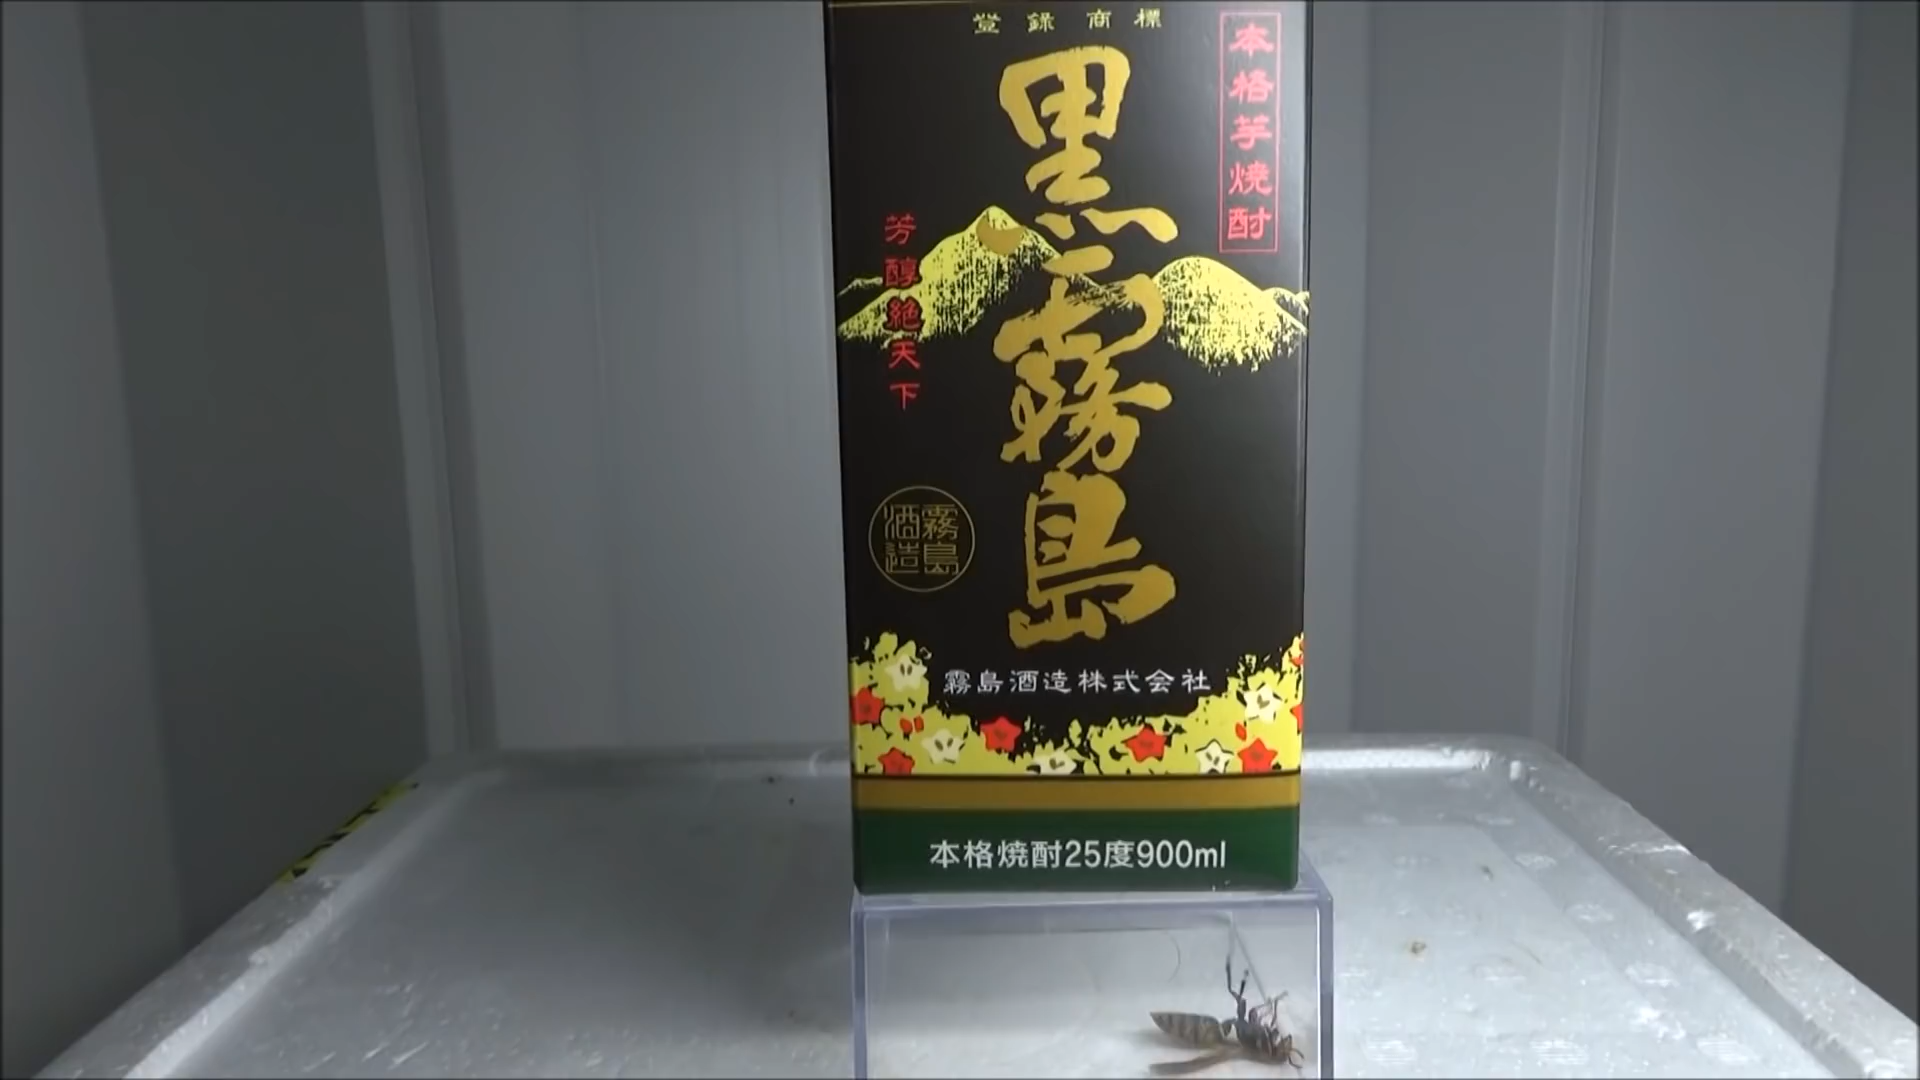 登録商標
本格芋焼酎
黒霧島
芳醇絶天下
霧島
酒造
霧島酒造株式会社
本格焼酎25度900ml